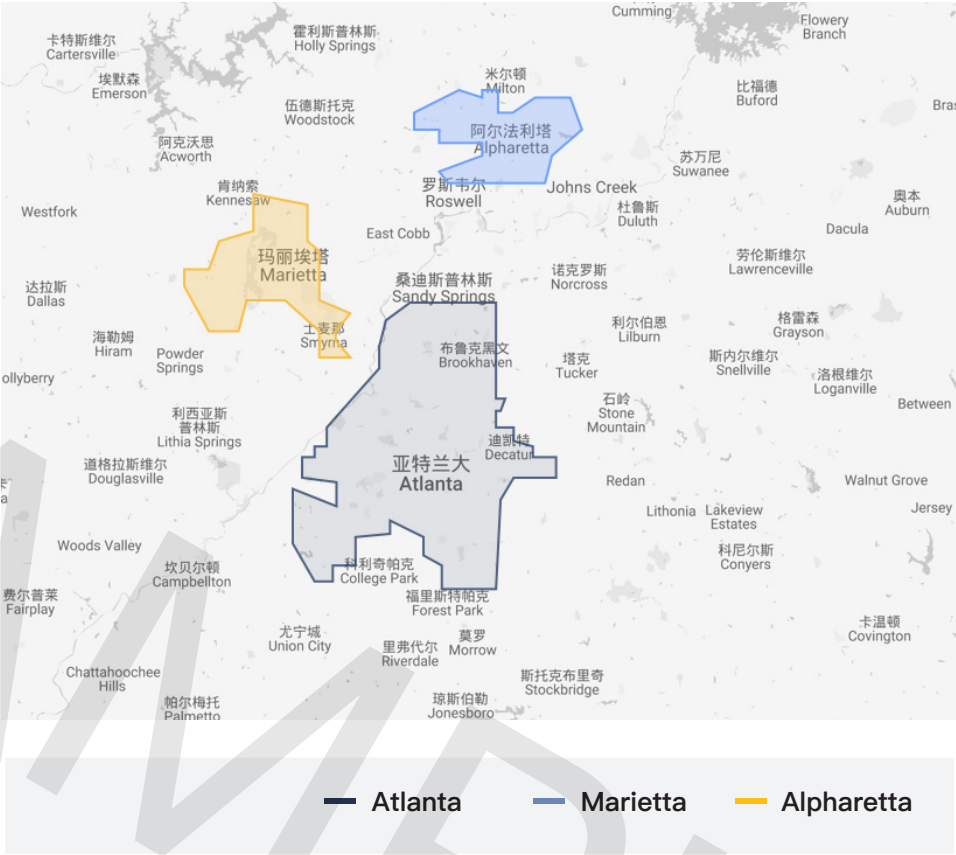 Cumming
Flowery
Branch
卡特斯维尔
Cartersville
霍利斯普林斯
Holly Springs
埃默森
Emerson
米尔顿
Milton
比福德
Buford
伍德斯托克
Woodstock
阿克沃思
Acworth
阿尔法利塔
Alpharetta
苏万尼
Suwanee
肯纳索
Kennesaw
罗斯韦尔
Roswell
Johns Creek
奥本
Auburn
Westfork
杜鲁斯
Duluth
East Cobb
Dacula
玛丽埃塔
Marietta
劳伦斯维尔
Lawrenceville
诺克罗斯
Norcross
桑迪斯普林斯
Sandy Springs
达拉斯
Dallas
士麦那
Smyrna
利尔伯恩
Lilburn
格雷森
Grayson
海勒姆
Hiram
Powder
Springs
布鲁克黑文
Brookhaven
塔克
Tucker
斯内尔维尔
Snellville
洛根维尔
Loganville
ollyberry
石岭
Stone
Mountain
Between
利西亚斯
普林斯
Lithia Springs
迪凯特
Decatur
道格拉斯维尔
Douglasville
亚特兰大
Atlanta
Redan
Walnut Grove
Lithonia
Lakeview
Estates
Jersey
Woods Valley
科尼尔斯
Conyers
坎贝尔顿
Campbellton
科利奇帕克
College Park
费尔普莱
Fairplay
福里斯特帕克
Forest Park
尤宁城
Union City
里弗代尔
Riverdale
莫罗
Morrow
卡温顿
Covington
Chattahoochee
Hills
斯托克布里奇
Stockbridge
帕尔梅托
Palmetto
琼斯伯勒
Jonesboro
Atlanta
Marietta
Alpharetta